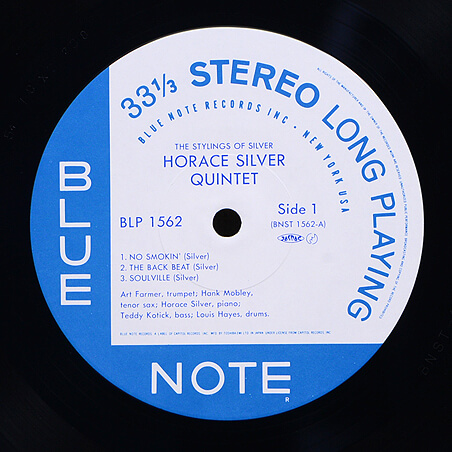 33⅓ STEREO LONG PLAYING
BLUE NOTE RECORDS INC · NEW YORK USA
THE STYLINGS OF SILVER
HORACE SILVER
QUINTET
BLP 1562
Side 1
(BNST 1562-A)
1. NO SMOKIN' (Silver)
2. THE BACK BEAT (Silver)
3. SOULVILLE (Silver)
Art Farmer, trumpet; Hank Mobley,
tenor sax; Horace Silver, piano;
Teddy Kotick, bass; Louis Hayes, drums.
BLUE
NOTE
R